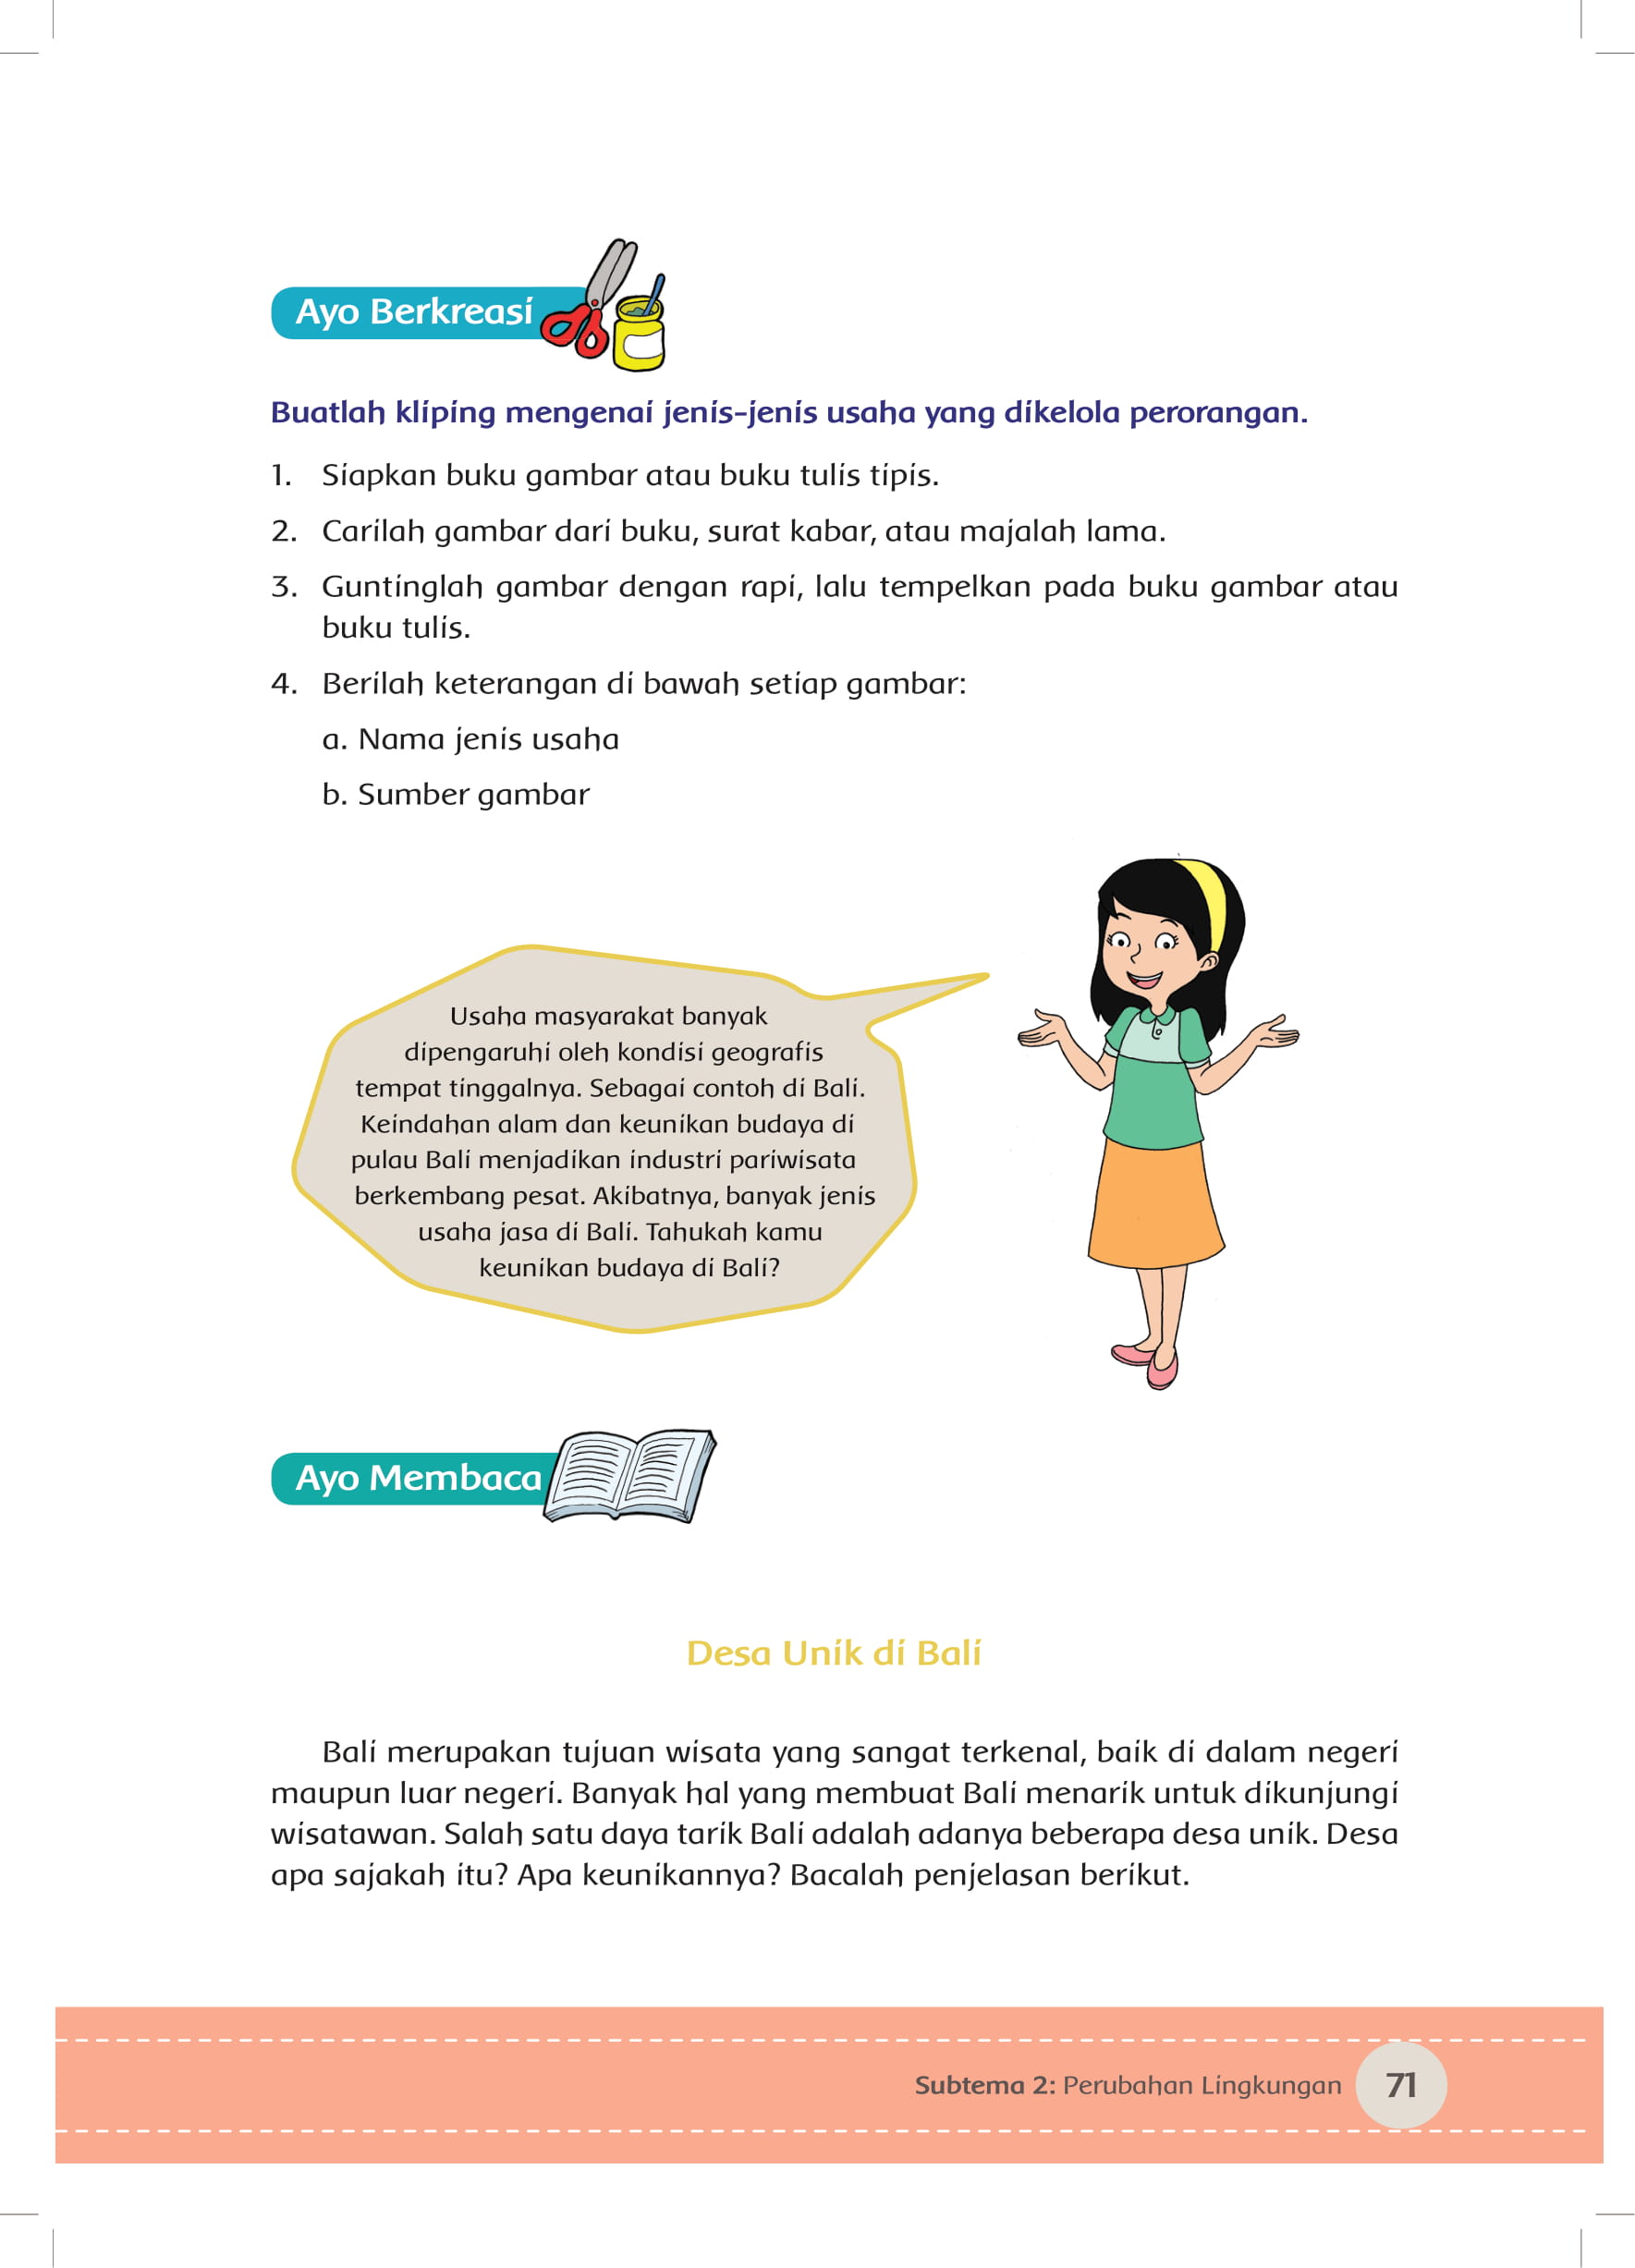 Ayo Berkreasi
Buatlah kliping mengenai jenis-jenis usaha yang dikelola perorangan.
1. Siapkan buku gambar atau buku tulis tipis.
2. Carilah gambar dari buku, surat kabar, atau majalah lama.
3. Guntinglah gambar dengan rapi, lalu tempelkan pada buku gambar atau
buku tulis.
4. Berilah keterangan di bawah setiap gambar:
a. Nama jenis usaha
b. Sumber gambar
Usaha masyarakat banyak
dipengaruhi oleh kondisi geografis
tempat tinggalnya. Sebagai contoh di Bali.
Keindahan alam dan keunikan budaya di
pulau Bali menjadikan industri pariwisata
berkembang pesat. Akibatnya, banyak jenis
usaha jasa di Bali. Tahukah kamu
keunikan budaya di Bali?
Ayo Membaca
Desa Unik di Bali
Bali merupakan tujuan wisata yang sangat terkenal, baik di dalam negeri
maupun luar negeri. Banyak hal yang membuat Bali menarik untuk dikunjungi
wisatawan. Salah satu daya tarik Bali adalah adanya beberapa desa unik. Desa
apa sajakah itu? Apa keunikannya? Bacalah penjelasan berikut.
Subtema 2: Perubahan Lingkungan 71